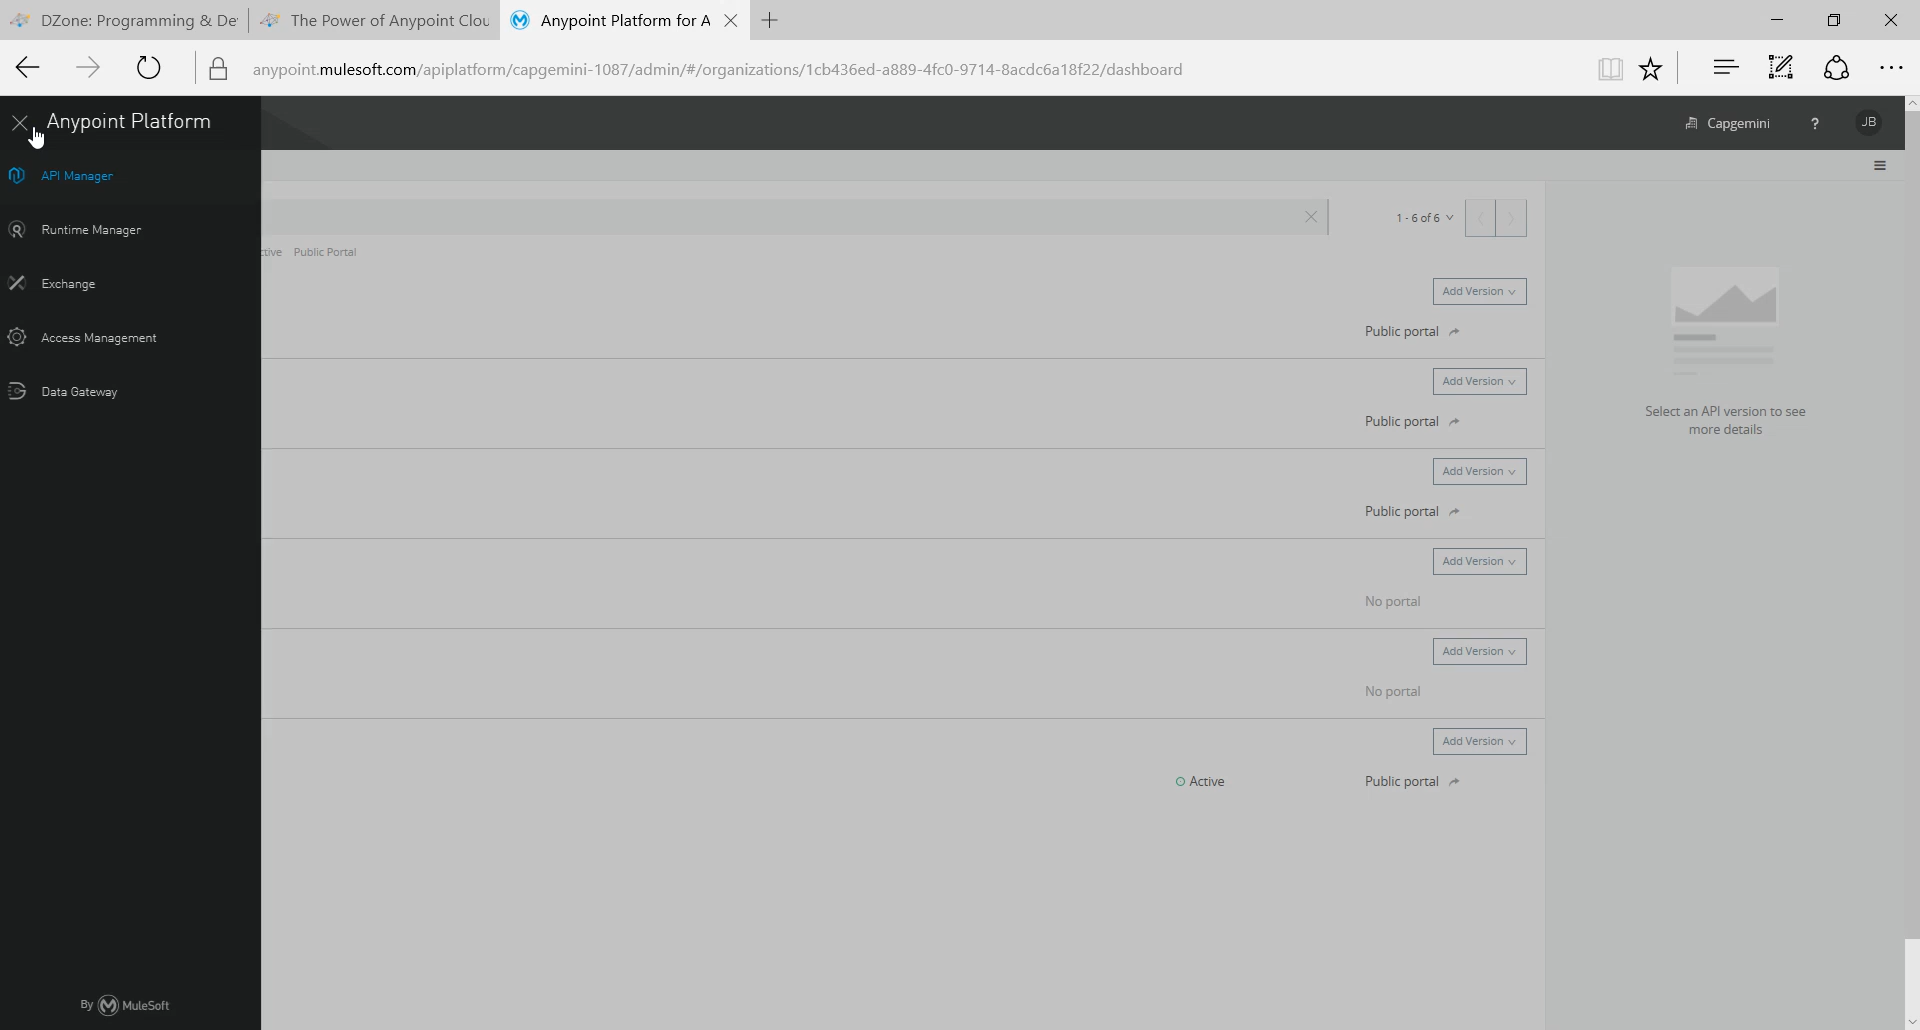 DZone: Programming & De
The Power of Anypoint Clou
Anypoint Platform for A
anypoint.mulesoft.com/apiplatform/capgemini-1087/admin/#/organizations/1cb436ed-a889-4fc0-9714-8acdc6a18f22/dashboard
Anypoint Platform
Capgemini
?
JB
API Manager
Runtime Manager
Exchange
Access Management
Data Gateway
1 - 6 of 6
ctive Public Portal
Add Version
Public portal
Add Version
Public portal
Add Version
Public portal
Add Version
No portal
Add Version
No portal
Add Version
Active Public portal
Select an API version to see
more details
By MuleSoft